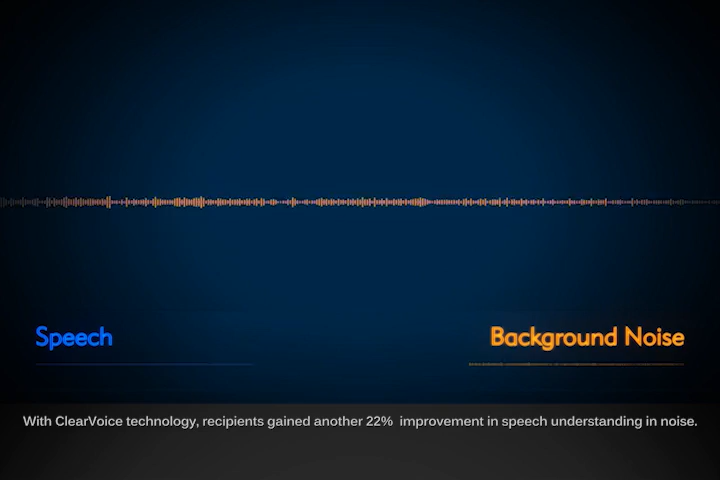 Speech
Background Noise
With ClearVoice technology, recipients gained another 22%  improvement in speech understanding in noise.